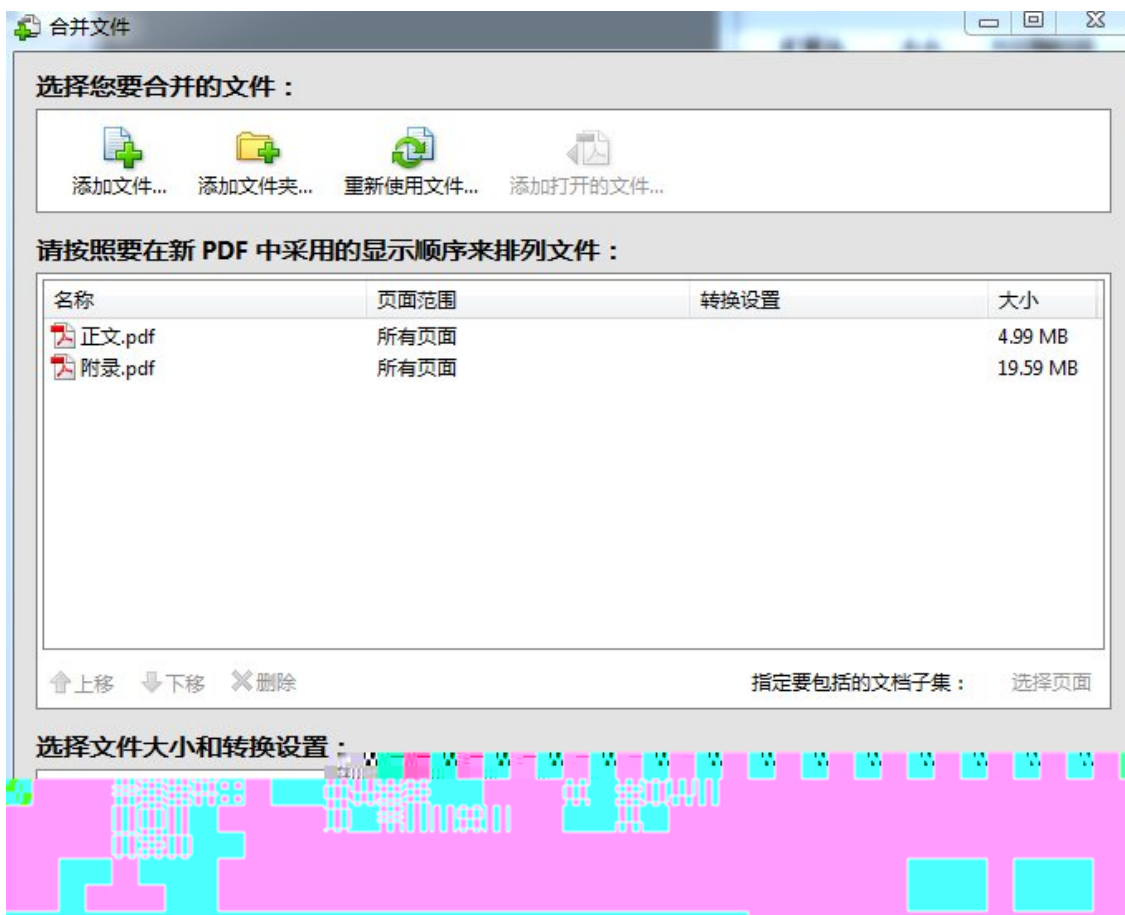 合并文件
选择您要合并的文件：
添加文件... 添加文件夹... 重新使用文件... 添加打开的文件...
请按照要在新 PDF 中采用的显示顺序来排列文件：
名称 页面范围 转换设置 大小
正文.pdf 所有页面 4.99 MB
附录.pdf 所有页面 19.59 MB
上移 下移 删除 指定要包括的文档子集： 选择页面
选择文件大小和转换设置：